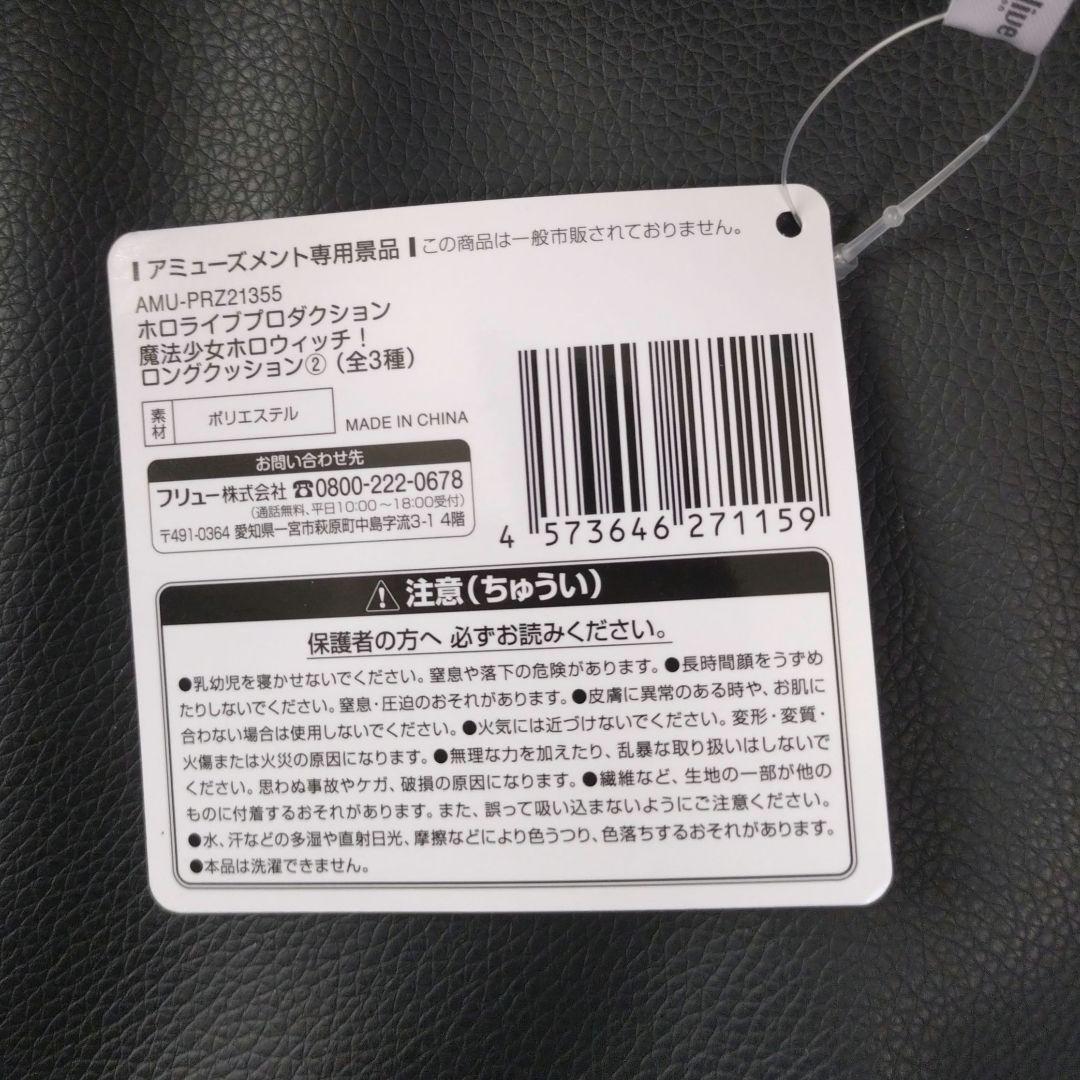 live
アミューズメント専用景品 この商品は一般市販されておりません。
AMU-PRZ21355
ホロライブプロダクション
魔法少女ホロウィッチ！
ロングクッション②（全3種）
素材 ポリエステル MADE IN CHINA
お問い合わせ先
フリュー株式会社 ☎0800-222-0678
（通話無料、平日10:00～18:00受付）
〒491-0364 愛知県一宮市萩原町中島字流3-1 4階
4 573646 271159
⚠ 注意（ちゅうい）
保護者の方へ 必ずお読みください。
●乳幼児を寝かせないでください。窒息や落下の危険があります。●長時間顔をうずめ
たりしないでください。窒息・圧迫のおそれがあります。●皮膚に異常のある時や、お肌に
合わない場合は使用しないでください。●火気には近づけないでください。変形・変質・
火傷または火災の原因になります。●無理な力を加えたり、乱暴な取り扱いはしないで
ください。思わぬ事故やケガ、破損の原因になります。●繊維など、生地の一部が他の
ものに付着するおそれがあります。また、誤って吸い込まないようにご注意ください。
●水、汗などの多湿や直射日光、摩擦などにより色うつり、色落ちするおそれがあります。
●本品は洗濯できません。